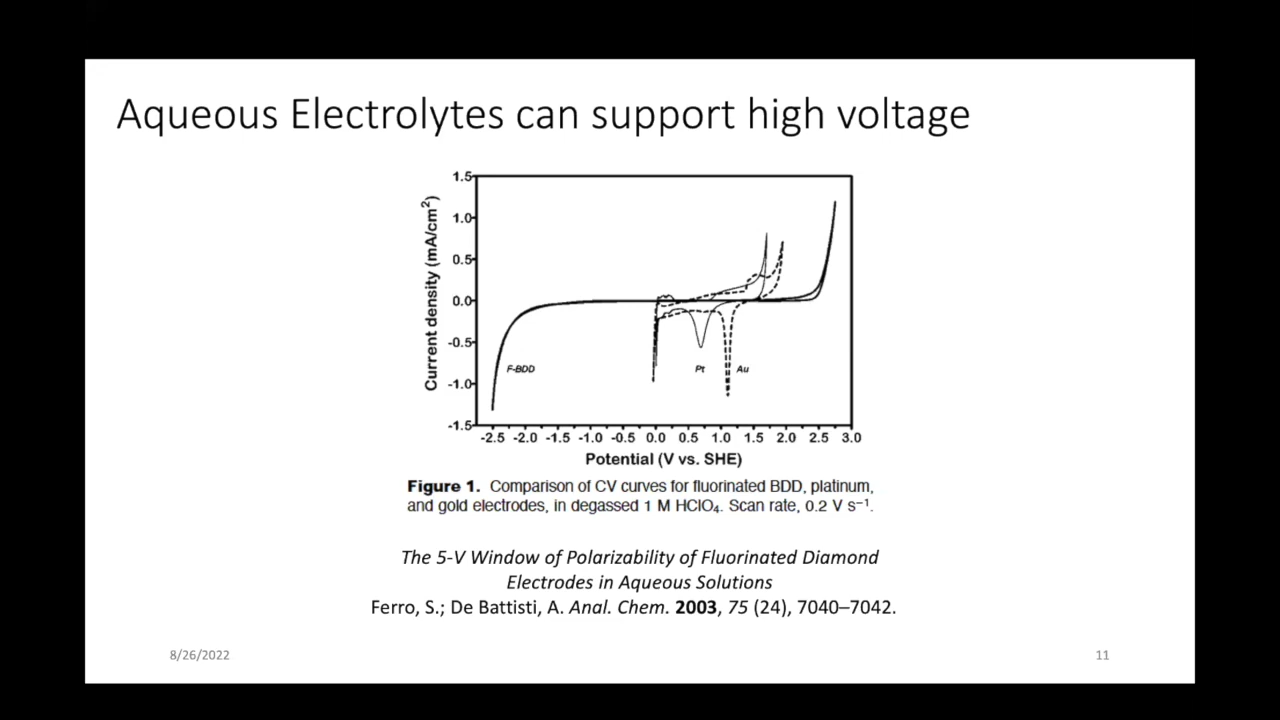 Aqueous Electrolytes can support high voltage
Current density (mA/cm²)
1.5
1.0
0.5
0.0
-0.5
-1.0
-1.5
F-BDD
Pt
Au
-2.5 -2.0 -1.5 -1.0 -0.5 0.0 0.5 1.0 1.5 2.0 2.5 3.0
Potential (V vs. SHE)
Figure 1. Comparison of CV curves for fluorinated BDD, platinum,
and gold electrodes, in degassed 1 M HClO₄. Scan rate, 0.2 V s⁻¹.
The 5-V Window of Polarizability of Fluorinated Diamond
Electrodes in Aqueous Solutions
Ferro, S.; De Battisti, A. Anal. Chem. 2003, 75 (24), 7040–7042.
8/26/2022
11